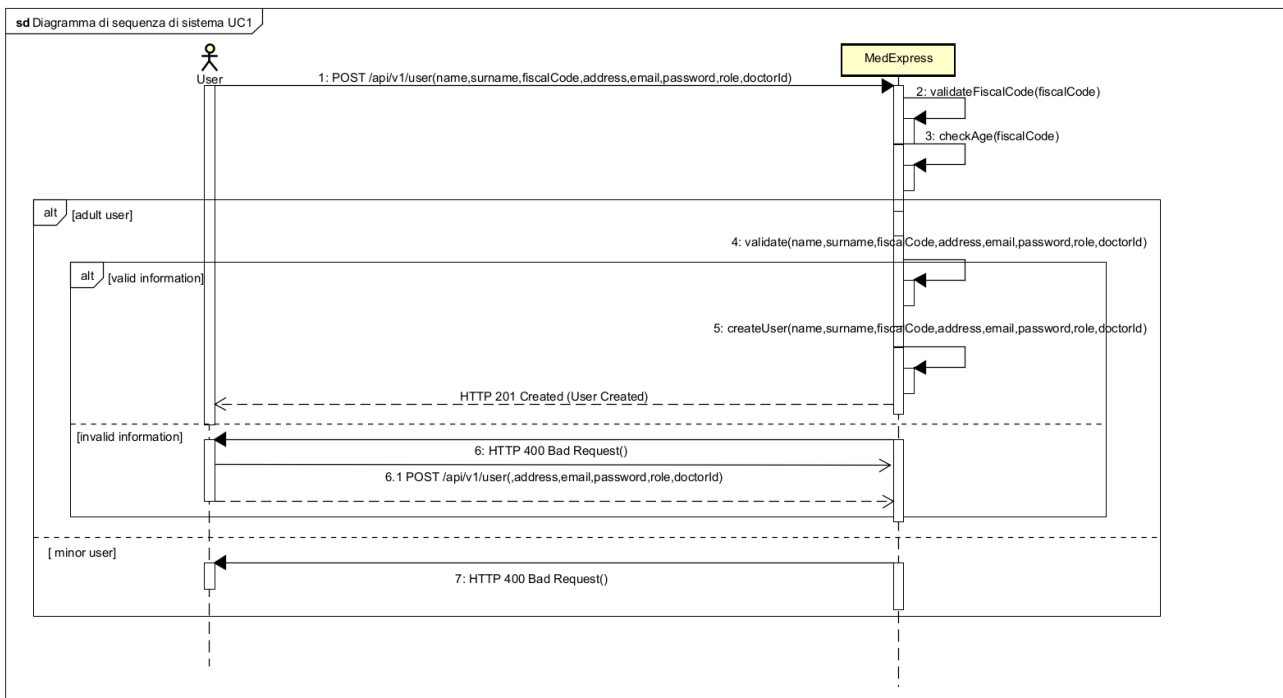 sd Diagramma di sequenza di sistema UC1
User
MedExpress
1: POST /api/v1/user(name,surname,fiscalCode,address,email,password,role,doctorId)
2: validateFiscalCode(fiscalCode)
3: checkAge(fiscalCode)
alt [adult user]
4: validate(name,surname,fiscalCode,address,email,password,role,doctorId)
alt [valid information]
5: createUser(name,surname,fiscalCode,address,email,password,role,doctorId)
HTTP 201 Created (User Created)
[invalid information]
6: HTTP 400 Bad Request()
6.1 POST /api/v1/user(,address,email,password,role,doctorId)
[ minor user]
7: HTTP 400 Bad Request()